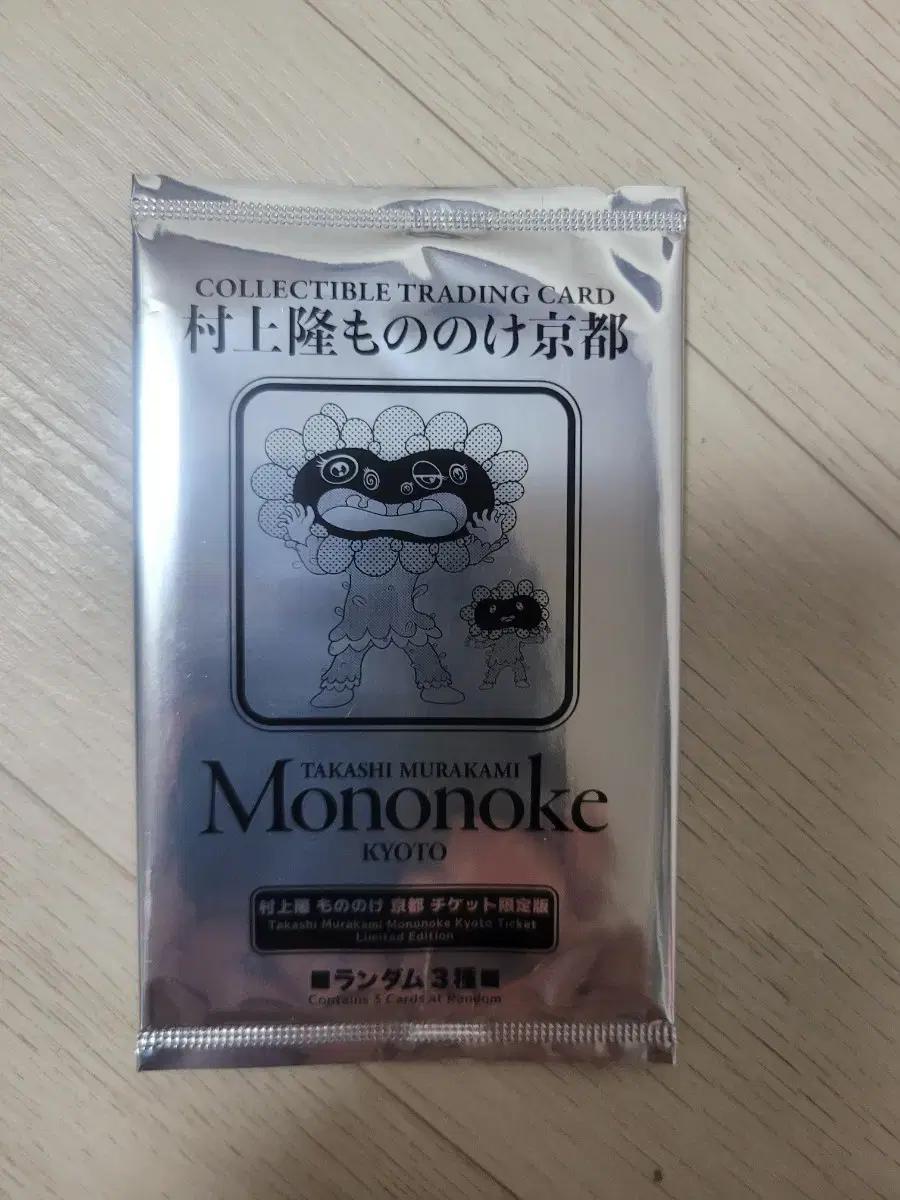 COLLECTIBLE TRADING CARD
村上隆もののけ京都
TAKASHI MURAKAMI
Mononoke
KYOTO
村上隆 もののけ 京都 チケット限定版
Takashi Murakami Mononoke Kyoto Ticket
Limited Edition
■ランダム3種■
Contains 3 Cards at Random